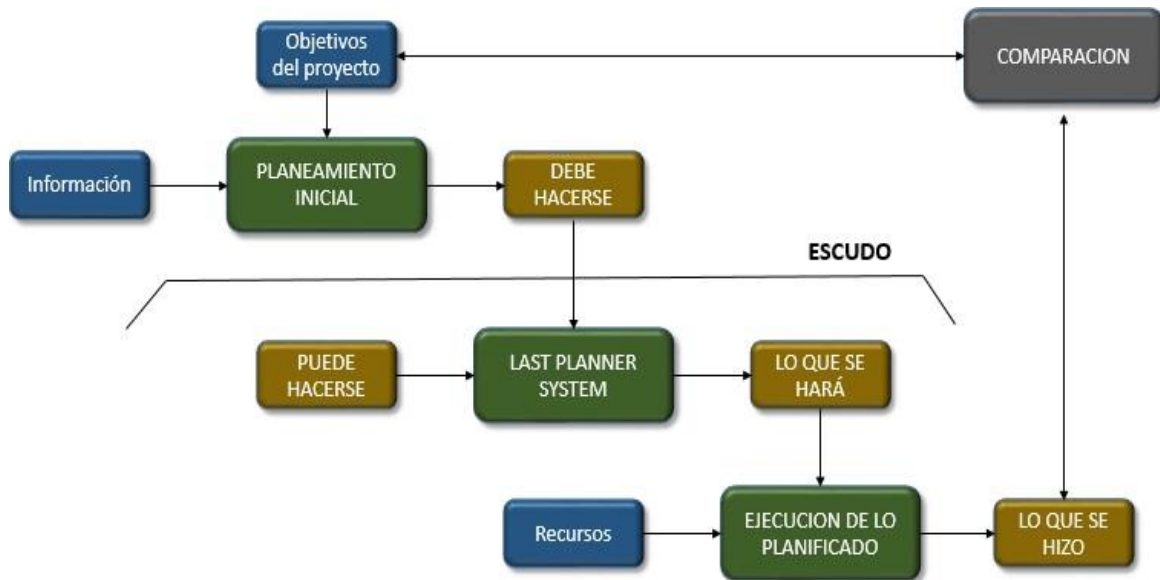 Objetivos
del proyecto
COMPARACION
Información
PLANEAMIENTO
INICIAL
DEBE
HACERSE
ESCUDO
PUEDE
HACERSE
LAST PLANNER
SYSTEM
LO QUE SE
HARÁ
Recursos
EJECUCION DE LO
PLANIFICADO
LO QUE SE
HIZO